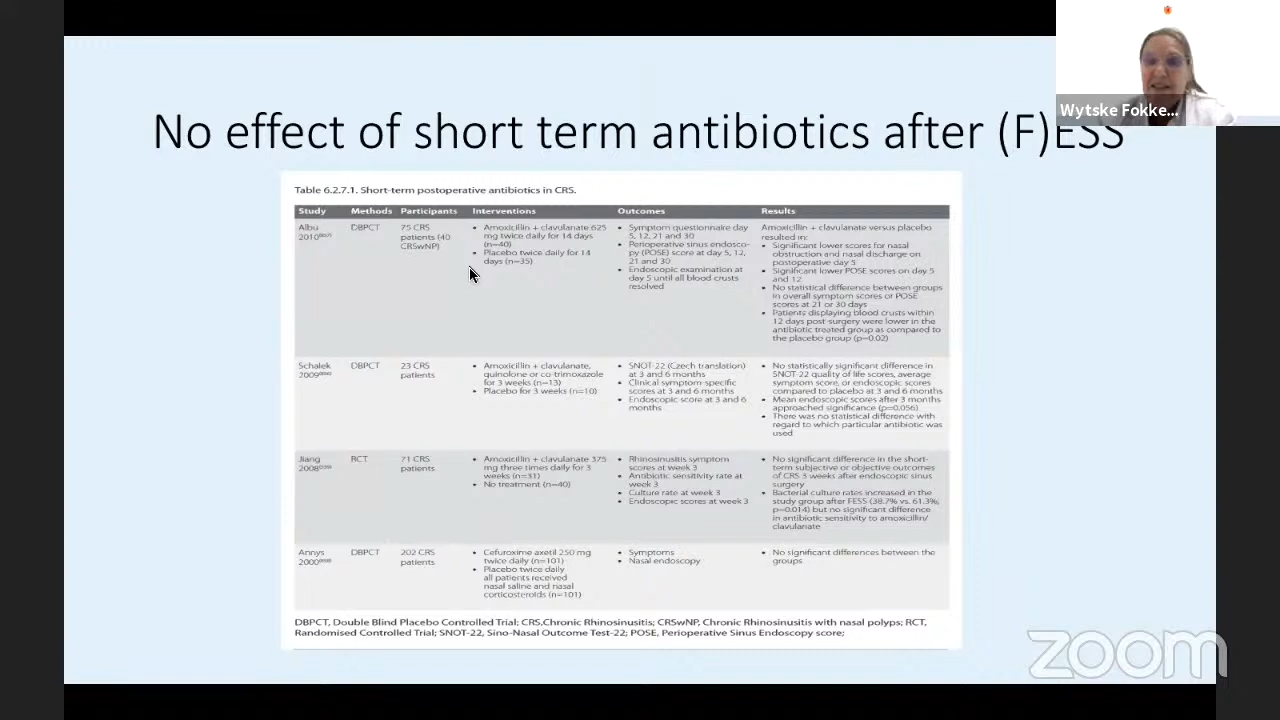 Wytske Fokke...
No effect of short term antibiotics after (F)ESS
Table 6.2.7.1. Short-term postoperative antibiotics in CRS.
Study Methods Participants Interventions Outcomes Results
Albu
2010
DBPCT
75 CRS
patients (40
CRSwNP)
• Amoxicillin + clavulanate 625
mg twice daily for 14 days
(n=40)
• Placebo twice daily for 14
days (n=35)
• Symptom questionnaire day
5, 12, 21 and 30
• Perioperative sinus endosco-
py (POSE) score at day 5, 12,
21 and 30
• Endoscopic examination at
day 5 until all blood crusts
resolved
Amoxicillin + clavulanate versus placebo
resulted in:
• Significant lower scores for nasal
obstruction and nasal discharge on
postoperative day 5
• Significant lower POSE scores on day 5
and 12
• No statistical difference between groups
in overall symptom scores or POSE
scores at 21 or 30 days
• Patients displaying blood crusts within
12 days post-surgery were lower in the
antibiotic treated group as compared to
the placebo group (p=0.02)
Schalek
2009
DBPCT
23 CRS
patients
• Amoxicillin + clavulanate,
quinolone or co-trimoxazole
for 3 weeks (n=13)
• Placebo for 3 weeks (n=10)
• SNOT-22 (Czech translation)
at 3 and 6 months
• Clinical symptom-specific
scores at 3 and 6 months
• Endoscopic score at 3 and 6
months
• No statistically significant difference in
SNOT-22 quality of life scores, average
symptom score, or endoscopic scores
compared to placebo at 3 and 6 months
• Mean endoscopic scores after 3 months
approached significance (p=0.056)
• There was no statistical difference with
regard to which particular antibiotic was
used
Jiang
2008
RCT
71 CRS
patients
• Amoxicillin + clavulanate 375
mg three times daily for 3
weeks (n=31)
• No treatment (n=40)
• Rhinosinusitis symptom
scores at week 3
• Antibiotic sensitivity rate at
week 3
• Culture rate at week 3
• Endoscopic scores at week 3
• No significant difference in the short-
term subjective or objective outcomes
of CRS 3 weeks after endoscopic sinus
surgery
• Bacterial culture rates increased in the
study group after FESS (38.7% vs. 61.3%,
p=0.014) but no significant difference
in antibiotic sensitivity to amoxicillin/
clavulanate
Annys
2000
DBPCT
202 CRS
patients
• Cefuroxime axetil 250 mg
twice daily (n=101)
• Placebo twice daily
all patients received
nasal saline and nasal
corticosteroids (n=101)
• Symptoms
• Nasal endoscopy
• No significant differences between the
groups
DBPCT, Double Blind Placebo Controlled Trial; CRS.Chronic Rhinosinusitis; CRSwNP, Chronic Rhinosinusitis with nasal polyps; RCT,
Randomised Controlled Trial; SNOT-22, Sino-Nasal Outcome Test-22; POSE, Perioperative Sinus Endoscopy score;
zoom